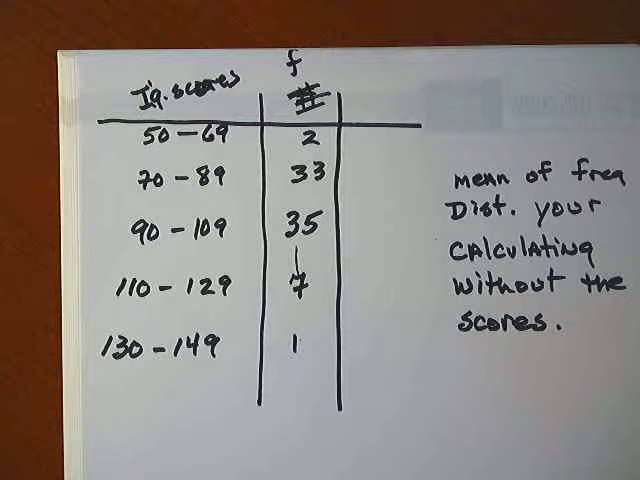 I.q. scores f
50 - 69 2
70 - 89 33
90 - 109 35
110 - 129 7
130 - 149 1
mean of freq
Dist. your
CALCULATING
without the
scores.